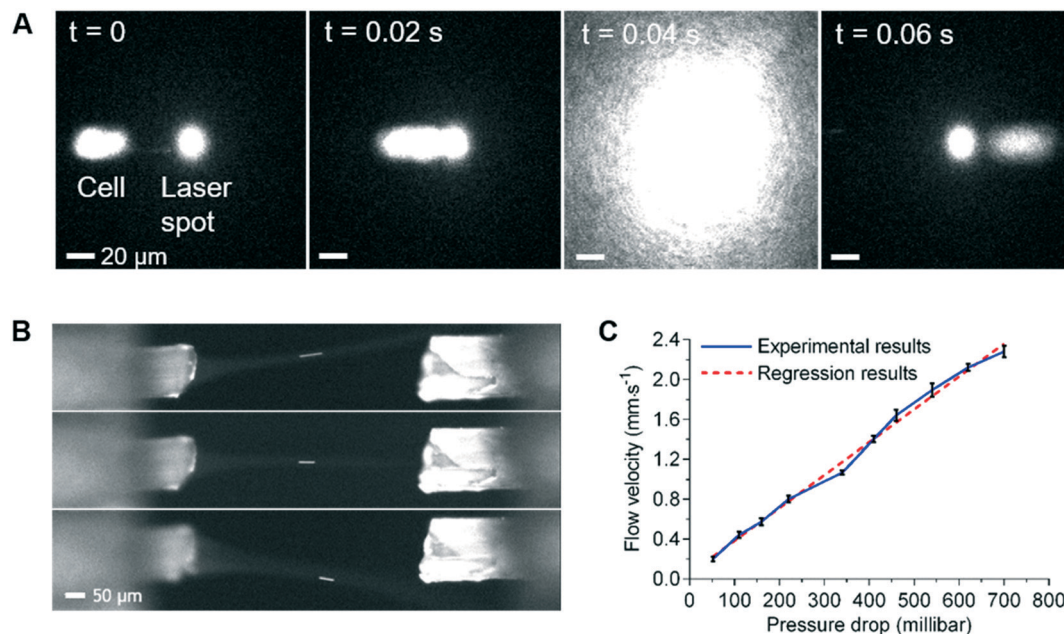 A
t = 0
t = 0.02 s
t = 0.04 s
t = 0.06 s
Cell
Laser
spot
20 μm
B
50 μm
C
Experimental results
Regression results
Flow velocity (mm·s⁻¹)
2.4
2.0
1.6
1.2
0.8
0.4
0.0
0 100 200 300 400 500 600 700 800
Pressure drop (millibar)